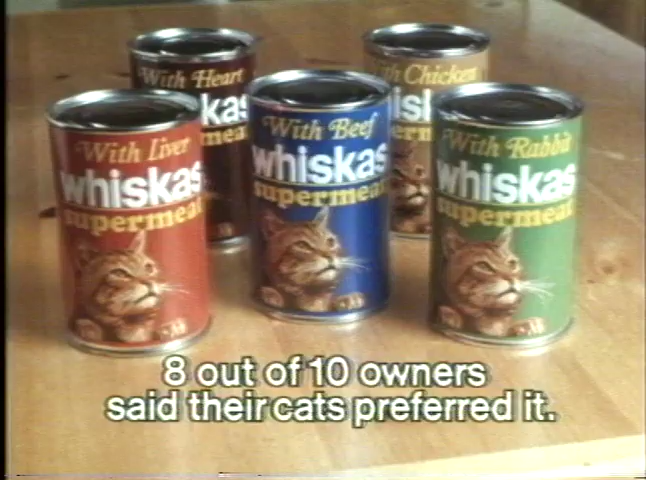 With Heart
With Chicken
With Liver
whiskas
supermeat
With Beef
whiskas
supermeat
With Rabbit
whiskas
supermeat
8 out of 10 owners
said their cats preferred it.